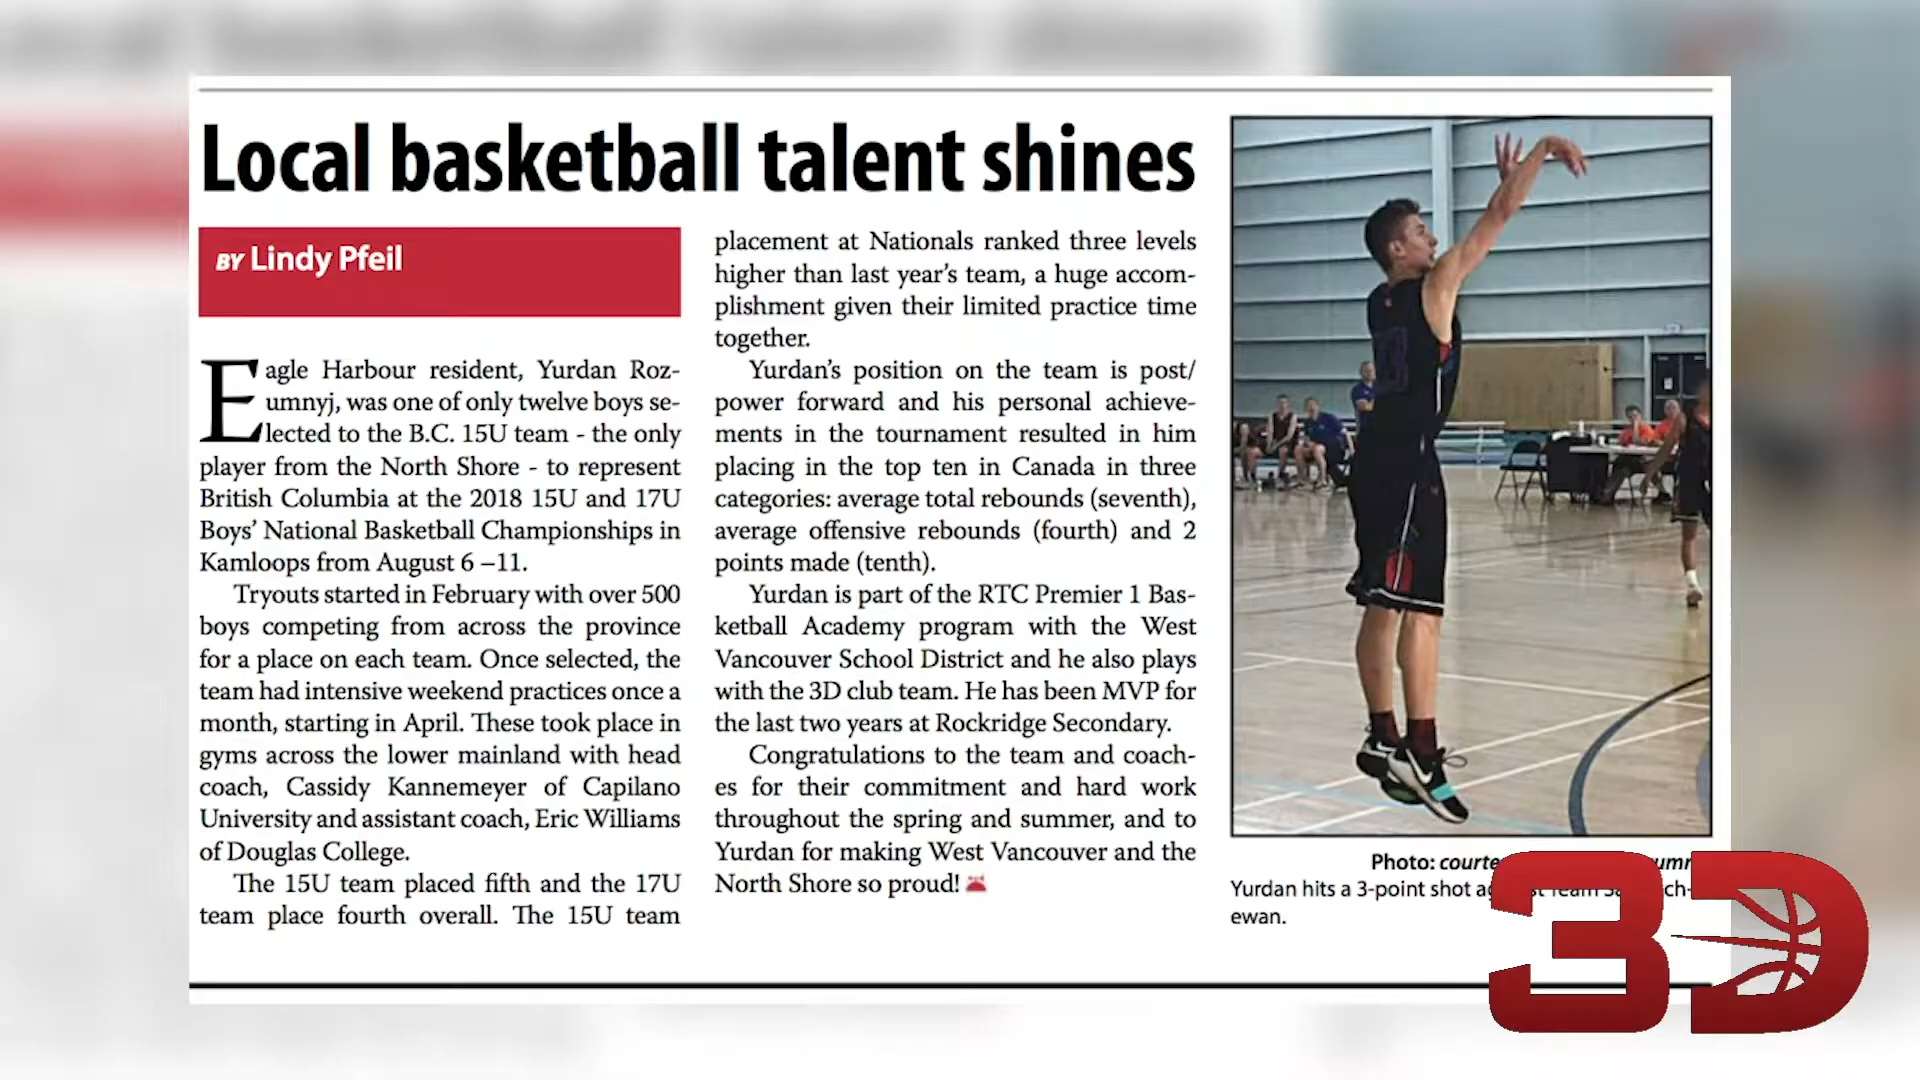 Local basketball talent shines
BY Lindy Pfeil
Eagle Harbour resident, Yurdan Roz-
umnyj, was one of only twelve boys se-
lected to the B.C. 15U team - the only
player from the North Shore - to represent
British Columbia at the 2018 15U and 17U
Boys’ National Basketball Championships in
Kamloops from August 6 –11.
Tryouts started in February with over 500
boys competing from across the province
for a place on each team. Once selected, the
team had intensive weekend practices once a
month, starting in April. These took place in
gyms across the lower mainland with head
coach, Cassidy Kannemeyer of Capilano
University and assistant coach, Eric Williams
of Douglas College.
The 15U team placed fifth and the 17U
team place fourth overall. The 15U team
placement at Nationals ranked three levels
higher than last year’s team, a huge accom-
plishment given their limited practice time
together.
Yurdan’s position on the team is post/
power forward and his personal achieve-
ments in the tournament resulted in him
placing in the top ten in Canada in three
categories: average total rebounds (seventh),
average offensive rebounds (fourth) and 2
points made (tenth).
Yurdan is part of the RTC Premier 1 Bas-
ketball Academy program with the West
Vancouver School District and he also plays
with the 3D club team. He has been MVP for
the last two years at Rockridge Secondary.
Congratulations to the team and coach-
es for their commitment and hard work
throughout the spring and summer, and to
Yurdan for making West Vancouver and the
North Shore so proud!
Photo:
Yurdan hits a 3-point shot
ewan.
3D